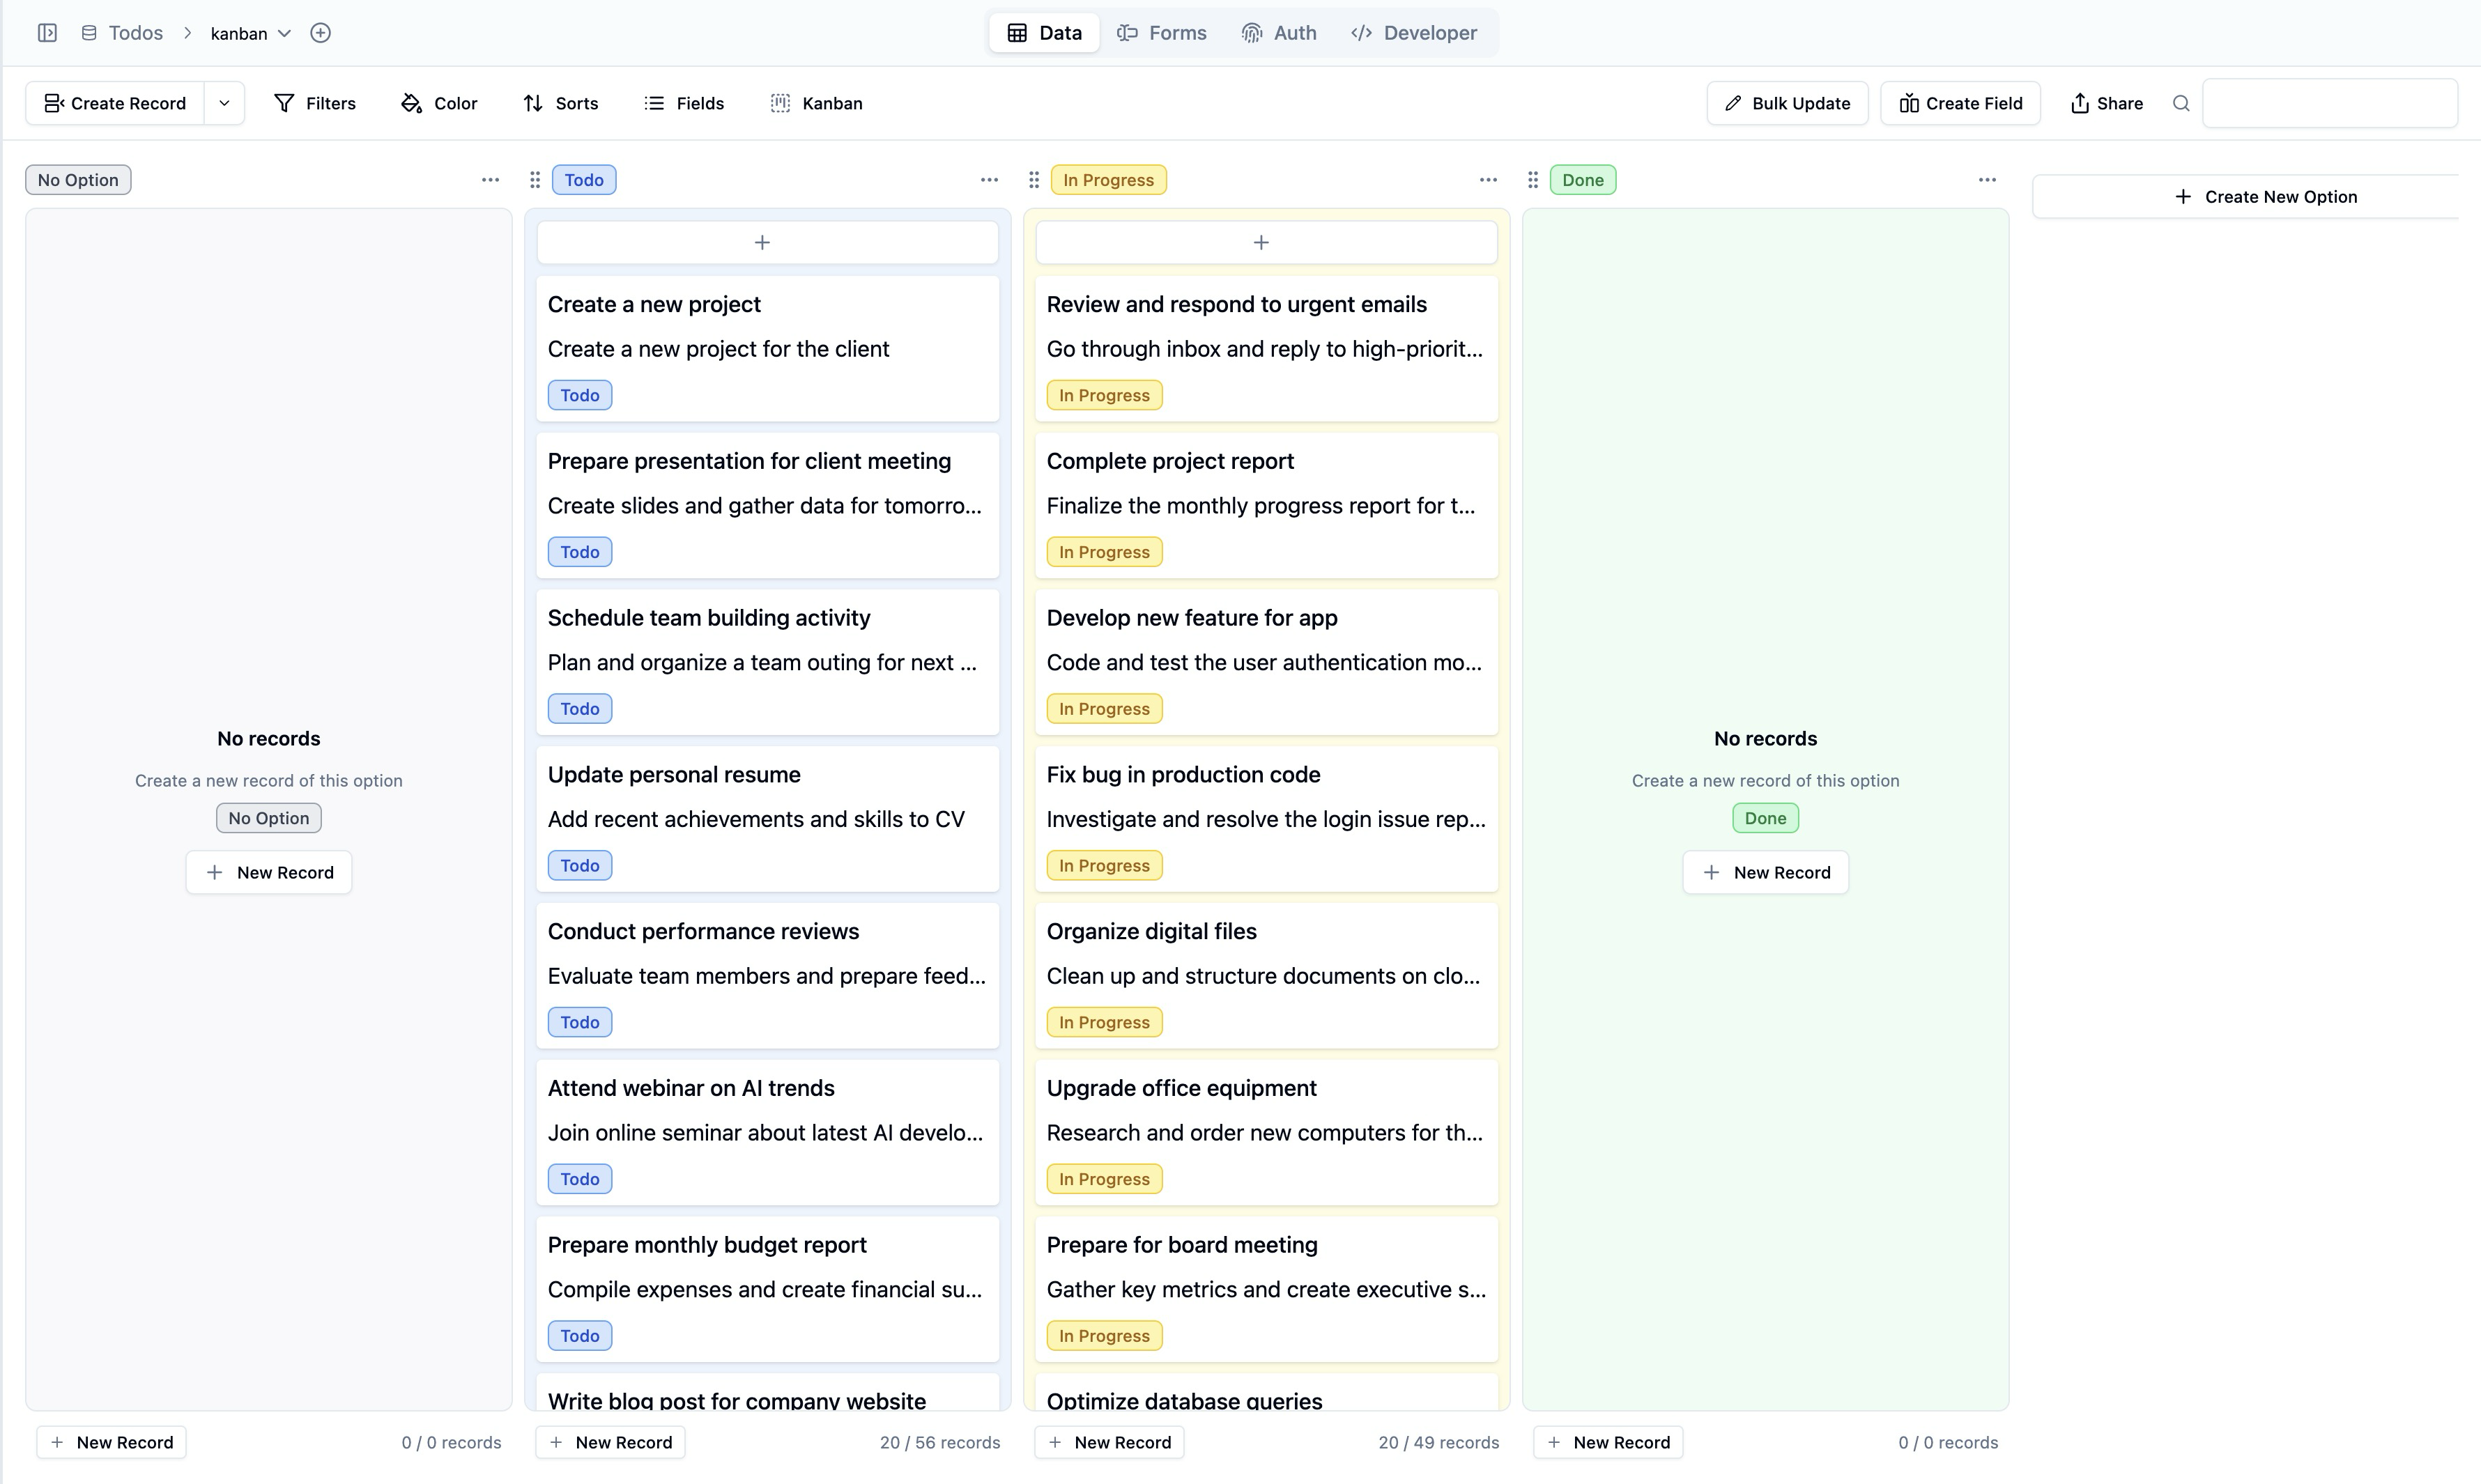 Todos > kanban
Data
Forms
Auth
Developer
Create Record
Filters
Color
Sorts
Fields
Kanban
Bulk Update
Create Field
Share
No Option
No records
Create a new record of this option
No Option
New Record
New Record
0 / 0 records
Todo
Create a new project
Create a new project for the client
Todo
Prepare presentation for client meeting
Create slides and gather data for tomorro...
Todo
Schedule team building activity
Plan and organize a team outing for next ...
Todo
Update personal resume
Add recent achievements and skills to CV
Todo
Conduct performance reviews
Evaluate team members and prepare feed...
Todo
Attend webinar on AI trends
Join online seminar about latest AI develo...
Todo
Prepare monthly budget report
Compile expenses and create financial su...
Todo
Write blog post for company website
New Record
20 / 56 records
In Progress
Review and respond to urgent emails
Go through inbox and reply to high-priorit...
In Progress
Complete project report
Finalize the monthly progress report for t...
In Progress
Develop new feature for app
Code and test the user authentication mo...
In Progress
Fix bug in production code
Investigate and resolve the login issue rep...
In Progress
Organize digital files
Clean up and structure documents on clo...
In Progress
Upgrade office equipment
Research and order new computers for th...
In Progress
Prepare for board meeting
Gather key metrics and create executive s...
In Progress
Optimize database queries
New Record
20 / 49 records
Done
No records
Create a new record of this option
Done
New Record
New Record
0 / 0 records
Create New Option